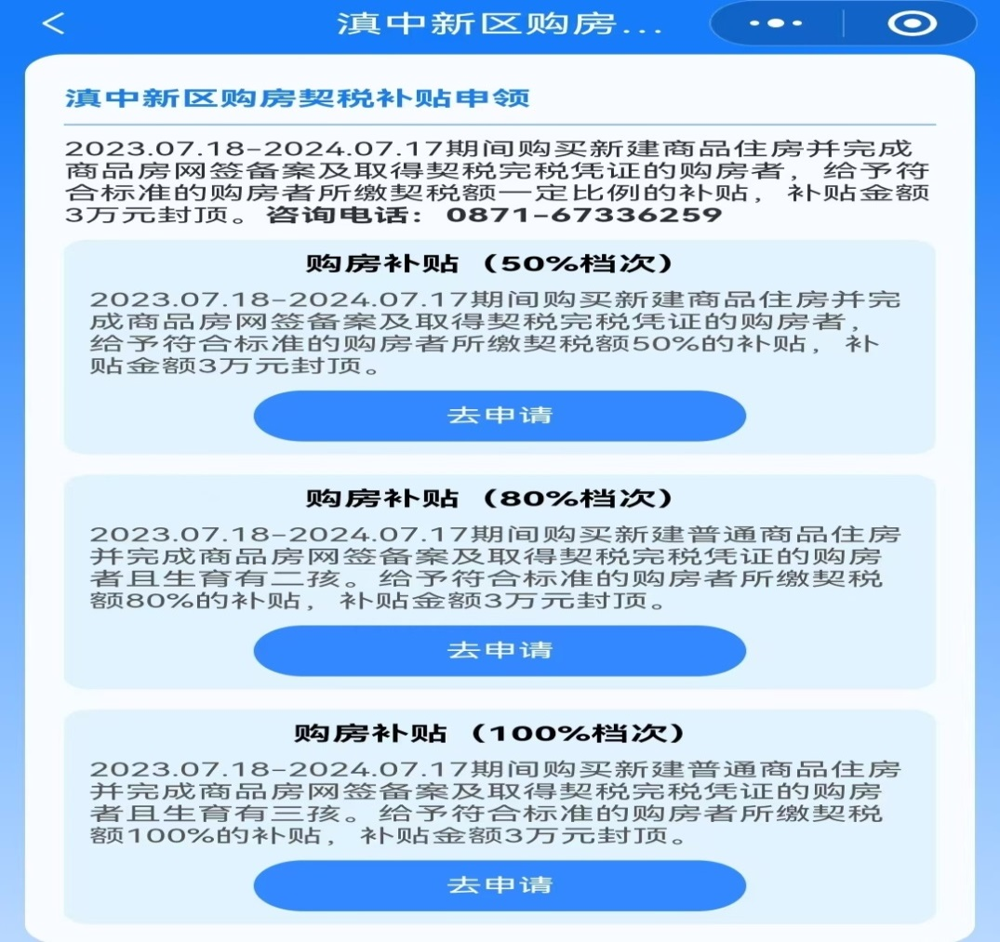 滇中新区购房...
滇中新区购房契税补贴申领
2023.07.18-2024.07.17期间购买新建商品住房并完成
商品房网签备案及取得契税完税凭证的购房者，给予符
合标准的购房者所缴契税额一定比例的补贴，补贴金额
3万元封顶。咨询电话：0871-67336259
购房补贴（50%档次）
2023.07.18-2024.07.17期间购买新建商品住房并完
成商品房网签备案及取得契税完税凭证的购房者，
给予符合标准的购房者所缴契税额50%的补贴，补
贴金额3万元封顶。
去申请
购房补贴（80%档次）
2023.07.18-2024.07.17期间购买新建普通商品住房
并完成商品房网签备案及取得契税完税凭证的购房
者且生育有二孩。给予符合标准的购房者所缴契税
额80%的补贴，补贴金额3万元封顶。
去申请
购房补贴（100%档次）
2023.07.18-2024.07.17期间购买新建普通商品住房
并完成商品房网签备案及取得契税完税凭证的购房
者且生育有三孩。给予符合标准的购房者所缴契税
额100%的补贴，补贴金额3万元封顶。
去申请